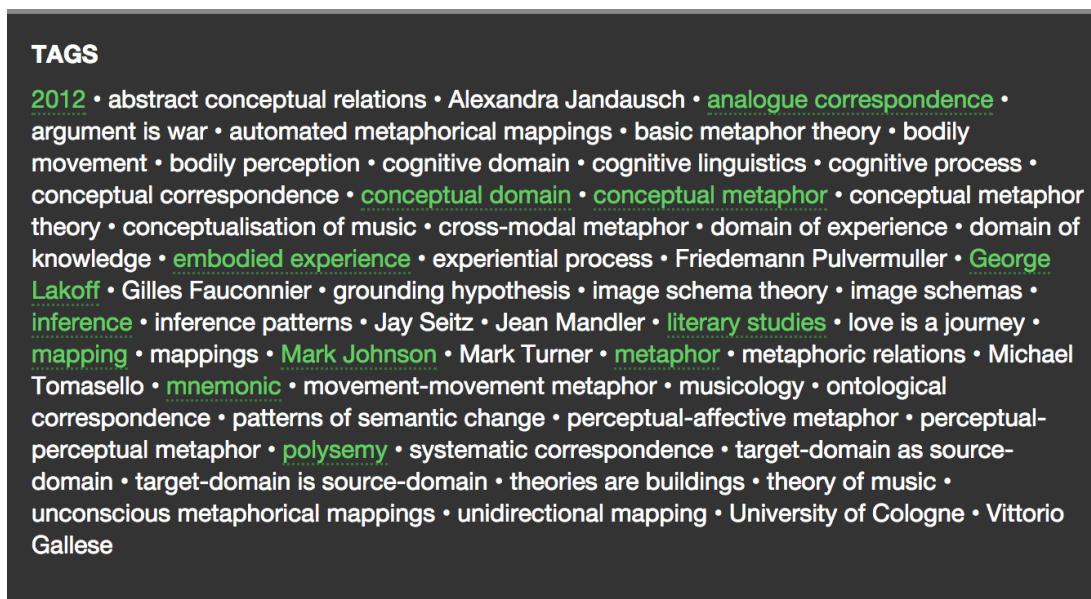 TAGS
2012 • abstract conceptual relations • Alexandra Jandausch • analogue correspondence •
argument is war • automated metaphorical mappings • basic metaphor theory • bodily
movement • bodily perception • cognitive domain • cognitive linguistics • cognitive process •
conceptual correspondence • conceptual domain • conceptual metaphor • conceptual metaphor
theory • conceptualisation of music • cross-modal metaphor • domain of experience • domain of
knowledge • embodied experience • experiential process • Friedemann Pulvermuller • George
Lakoff • Gilles Fauconnier • grounding hypothesis • image schema theory • image schemas •
inference • inference patterns • Jay Seitz • Jean Mandler • literary studies • love is a journey •
mapping • mappings • Mark Johnson • Mark Turner • metaphor • metaphoric relations • Michael
Tomasello • mnemonic • movement-movement metaphor • musicology • ontological
correspondence • patterns of semantic change • perceptual-affective metaphor • perceptual-
perceptual metaphor • polysemy • systematic correspondence • target-domain as source-
domain • target-domain is source-domain • theories are buildings • theory of music •
unconscious metaphorical mappings • unidirectional mapping • University of Cologne • Vittorio
Gallese